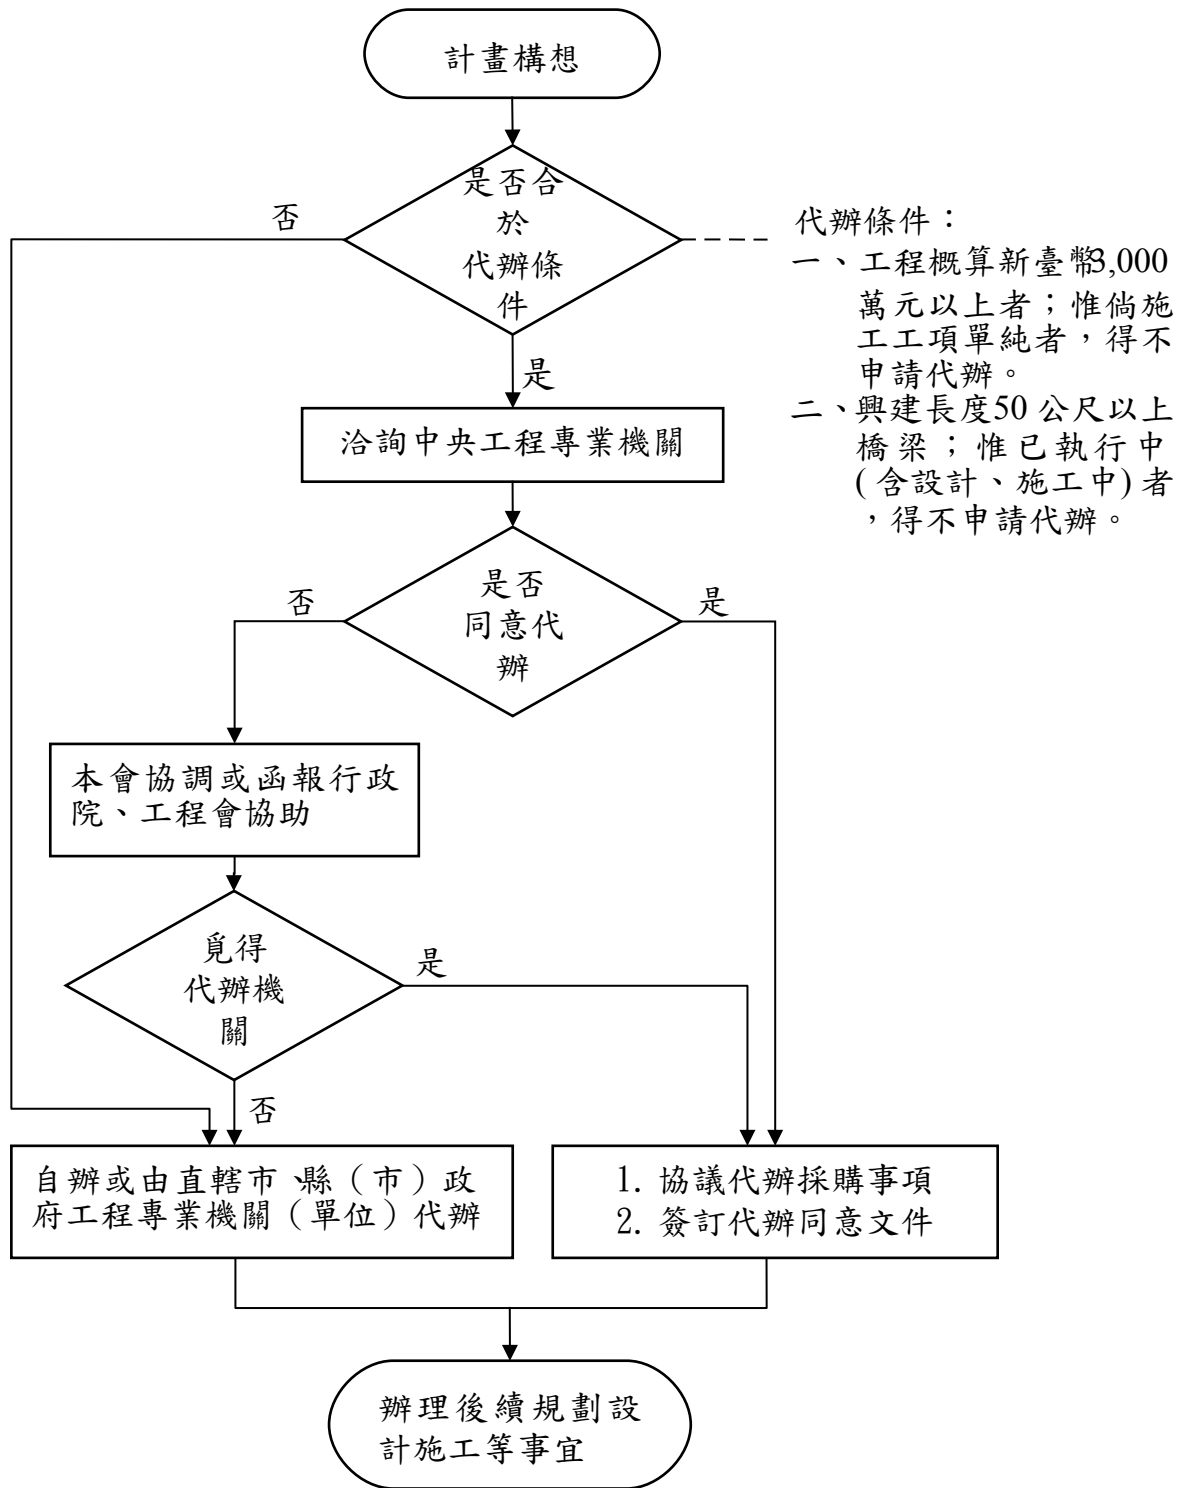 計畫構想
是否合
於
代辦條
件
否
是
代辦條件：
一、工程概算新臺幣3,000
萬元以上者；惟倘施
工工項單純者，得不
申請代辦。
二、興建長度50 公尺以上
橋梁；惟已執行中
(含設計、施工中)者
，得不申請代辦。
洽詢中央工程專業機關
是否
同意代
辦
否
是
本會協調或函報行政
院、工程會協助
覓得
代辦機
關
是
否
自辦或由直轄市、縣（市）政
府工程專業機關（單位）代辦
1. 協議代辦採購事項
2. 簽訂代辦同意文件
辦理後續規劃設
計施工等事宜